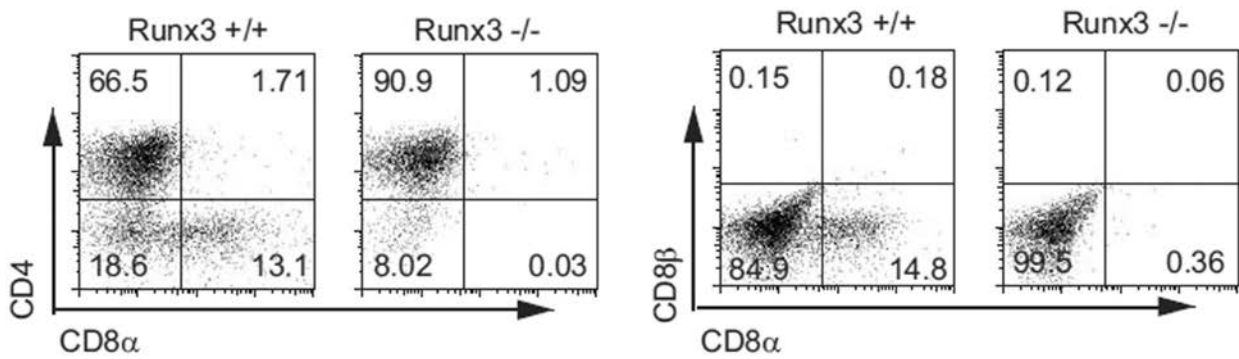 Runx3 +/+ Runx3 -/- Runx3 +/+ Runx3 -/-
66.5 1.71 90.9 1.09 0.15 0.18 0.12 0.06
18.6 13.1 8.02 0.03 84.9 14.8 99.5 0.36
CD4
CD8α
CD8β
CD8α